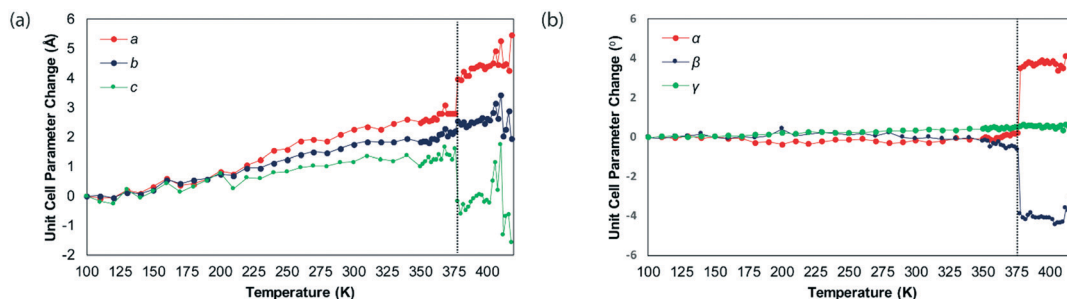 (a)
Unit Cell Parameter Change (Å)
6
5
4
3
2
1
0
-1
-2
a
b
c
100 125 150 175 200 225 250 275 300 325 350 375 400
Temperature (K)
(b)
Unit Cell Parameter Change (°)
6
4
2
0
-2
-4
-6
α
β
γ
100 125 150 175 200 225 250 275 300 325 350 375 400
Temperature (K)